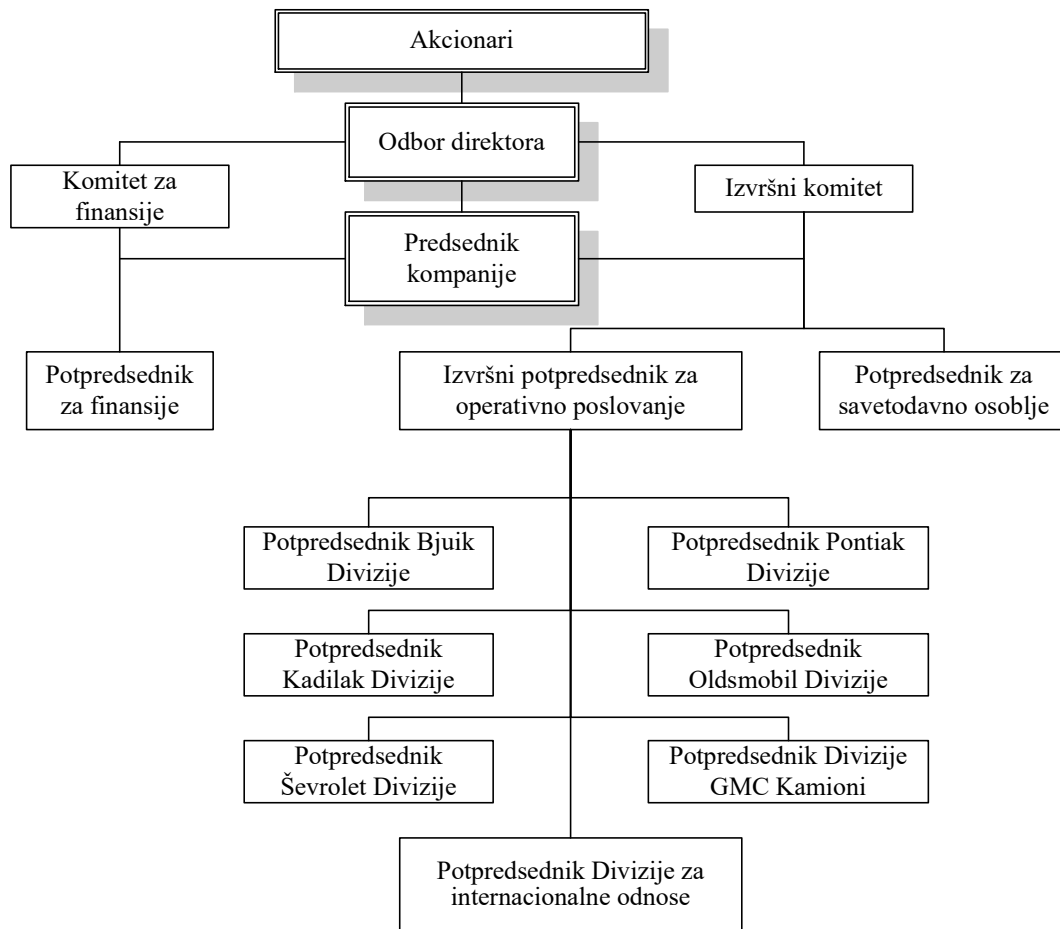 Akcionari
Odbor direktora
Komitet za
finansije
Izvršni komitet
Predsednik
kompanije
Potpredsednik
za finansije
Izvršni potpredsednik za
operativno poslovanje
Potpredsednik za
savetodavno osoblje
Potpredsednik Bjuik
Divizije
Potpredsednik Pontiak
Divizije
Potpredsednik
Kadilak Divizije
Potpredsednik
Oldsmobil Divizije
Potpredsednik
Ševrolet Divizije
Potpredsednik Divizije
GMC Kamioni
Potpredsednik Divizije za
internacionalne odnose